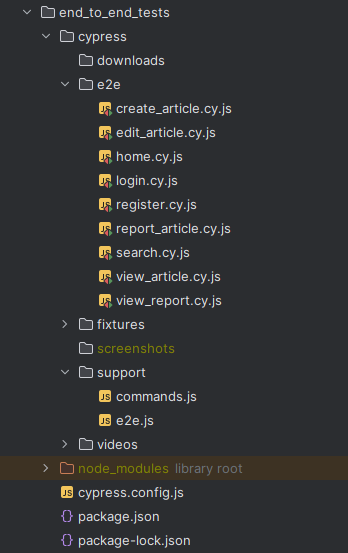 end_to_end_tests
cypress
downloads
e2e
create_article.cy.js
edit_article.cy.js
home.cy.js
login.cy.js
register.cy.js
report_article.cy.js
search.cy.js
view_article.cy.js
view_report.cy.js
fixtures
screenshots
support
commands.js
e2e.js
videos
node_modules library root
cypress.config.js
package.json
package-lock.json